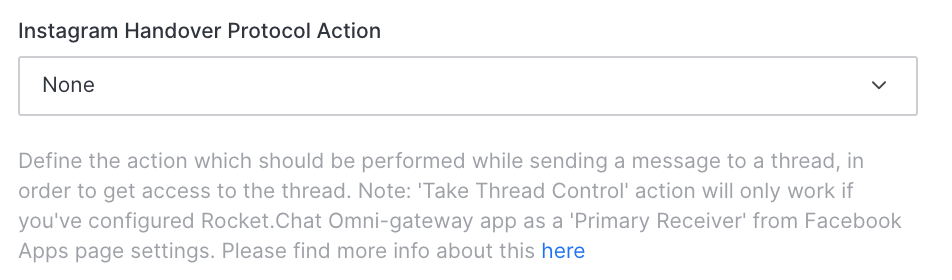 Instagram Handover Protocol Action
None
Define the action which should be performed while sending a message to a thread, in
order to get access to the thread. Note: 'Take Thread Control' action will only work if
you've configured Rocket.Chat Omni-gateway app as a 'Primary Receiver' from Facebook
Apps page settings. Please find more info about this here